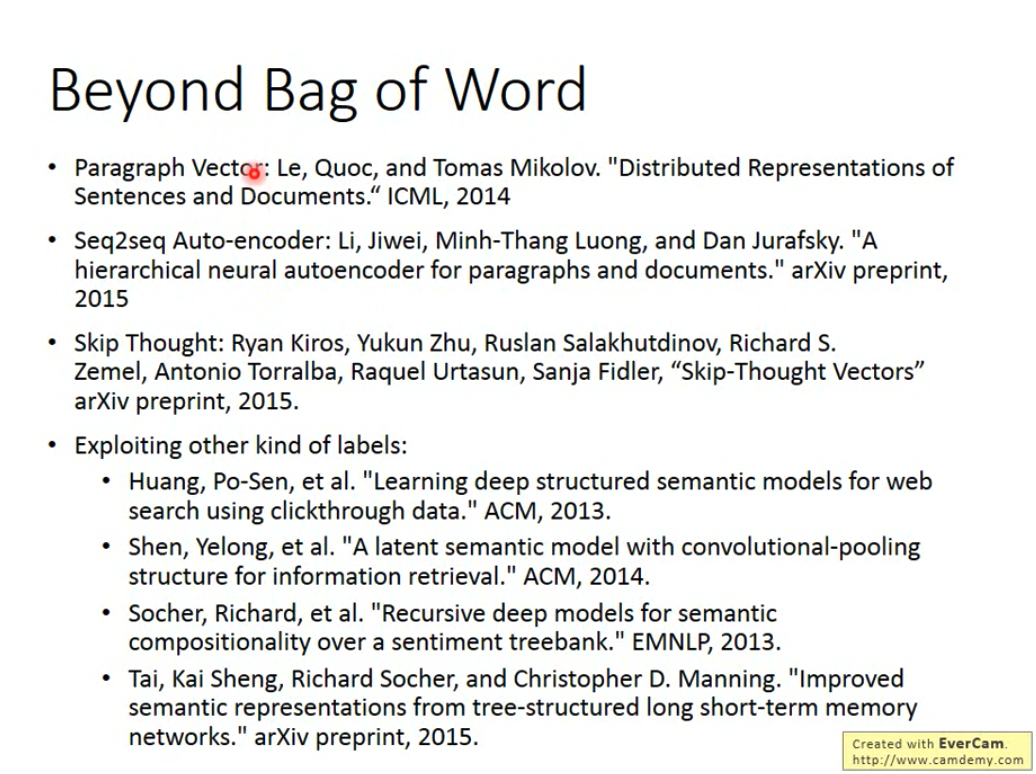 Beyond Bag of Word
• Paragraph Vector: Le, Quoc, and Tomas Mikolov. "Distributed Representations of
Sentences and Documents.“ ICML, 2014
• Seq2seq Auto-encoder: Li, Jiwei, Minh-Thang Luong, and Dan Jurafsky. "A
hierarchical neural autoencoder for paragraphs and documents." arXiv preprint,
2015
• Skip Thought: Ryan Kiros, Yukun Zhu, Ruslan Salakhutdinov, Richard S.
Zemel, Antonio Torralba, Raquel Urtasun, Sanja Fidler, “Skip-Thought Vectors”
arXiv preprint, 2015.
• Exploiting other kind of labels:
• Huang, Po-Sen, et al. "Learning deep structured semantic models for web
search using clickthrough data." ACM, 2013.
• Shen, Yelong, et al. "A latent semantic model with convolutional-pooling
structure for information retrieval." ACM, 2014.
• Socher, Richard, et al. "Recursive deep models for semantic
compositionality over a sentiment treebank." EMNLP, 2013.
• Tai, Kai Sheng, Richard Socher, and Christopher D. Manning. "Improved
semantic representations from tree-structured long short-term memory
networks." arXiv preprint, 2015.
Created with EverCam.
http://www.camdemy.com